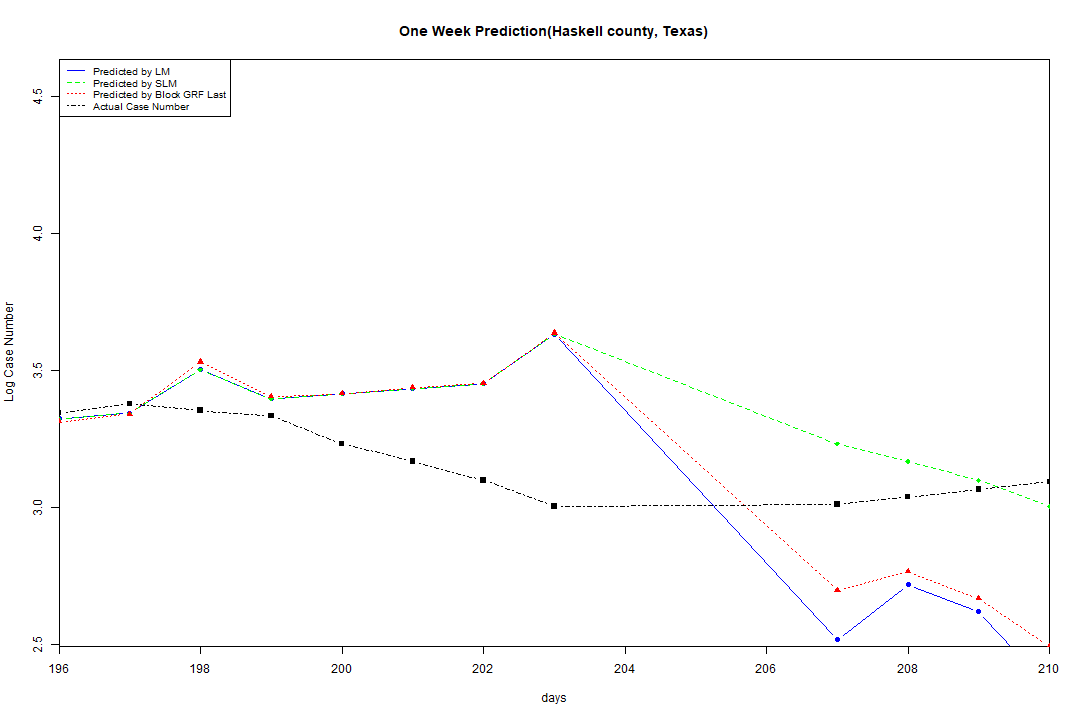 One Week Prediction(Haskell county, Texas)
Predicted by LM
Predicted by SLM
Predicted by Block GRF Last
Actual Case Number
4.5
4.0
3.5
3.0
2.5
Log Case Number
196 198 200 202 204 206 208 210
days